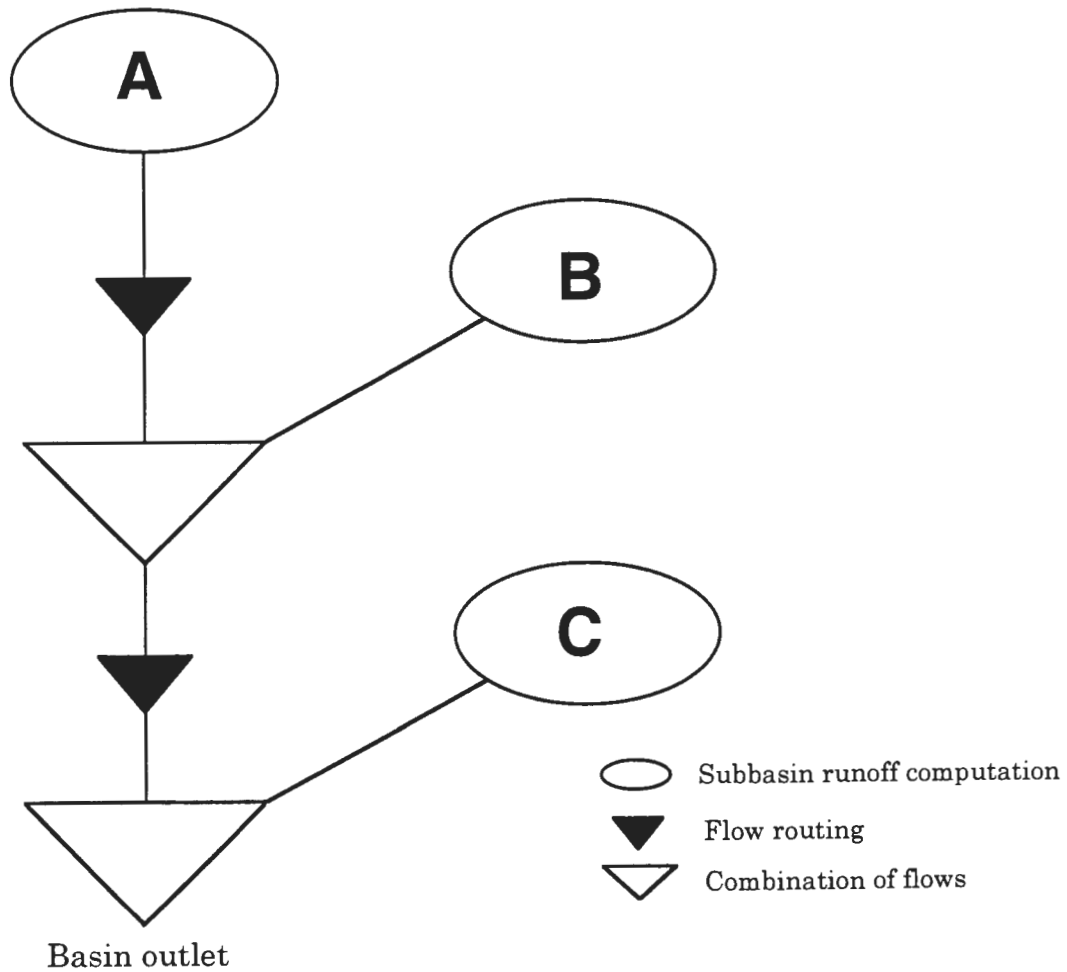 A
B
C
Subbasin runoff computation
Flow routing
Combination of flows
Basin outlet